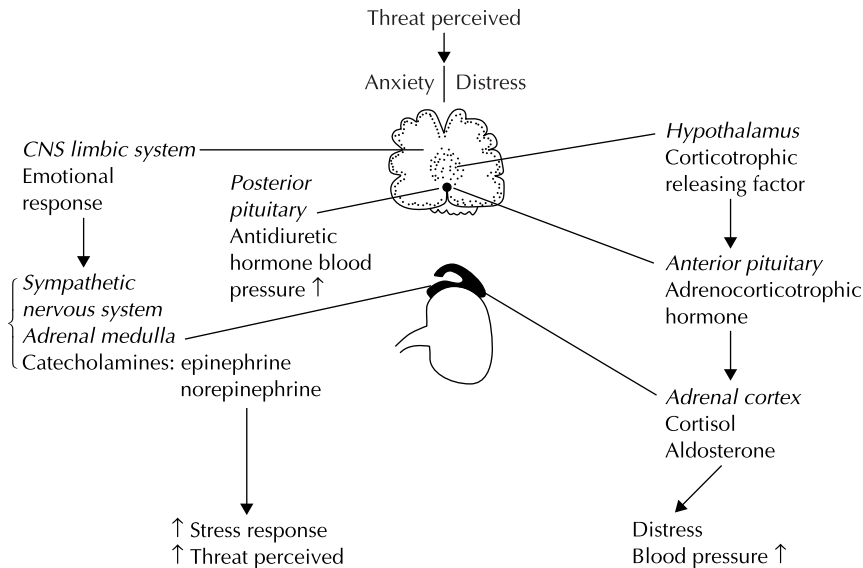 Threat perceived
Anxiety Distress
CNS limbic system
Emotional
response
Posterior
pituitary
Antidiuretic
hormone blood
pressure ↑
Hypothalamus
Corticotrophic
releasing factor
Anterior pituitary
Adrenocorticotrophic
hormone
Sympathetic
nervous system
Adrenal medulla
Catecholamines: epinephrine
norepinephrine
Adrenal cortex
Cortisol
Aldosterone
↑ Stress response
↑ Threat perceived
Distress
Blood pressure ↑